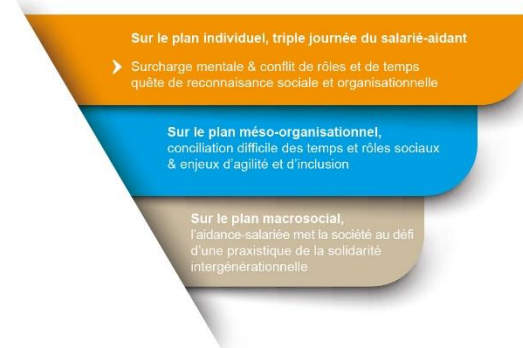 Sur le plan individuel, triple journée du salarié-aidant
Surcharge mentale & conflit de rôles et de temps
quête de reconnaisance sociale et organisationnelle
Sur le plan méso-organisationnel,
conciliation difficile des temps et rôles sociaux
& enjeux d'agilité et d'inclusion
Sur le plan macrosocial,
l'aidance-salariée met la société au défi
d'une praxistique de la solidarité
intergénérationnelle